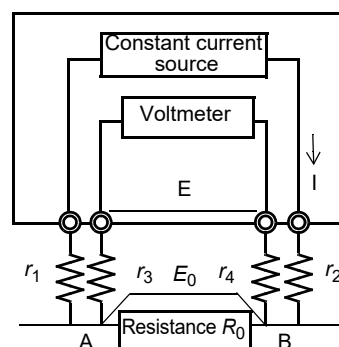 Constant current
source
Voltmeter
E
I
r1
r3
E0
r4
r2
A
Resistance R0
B